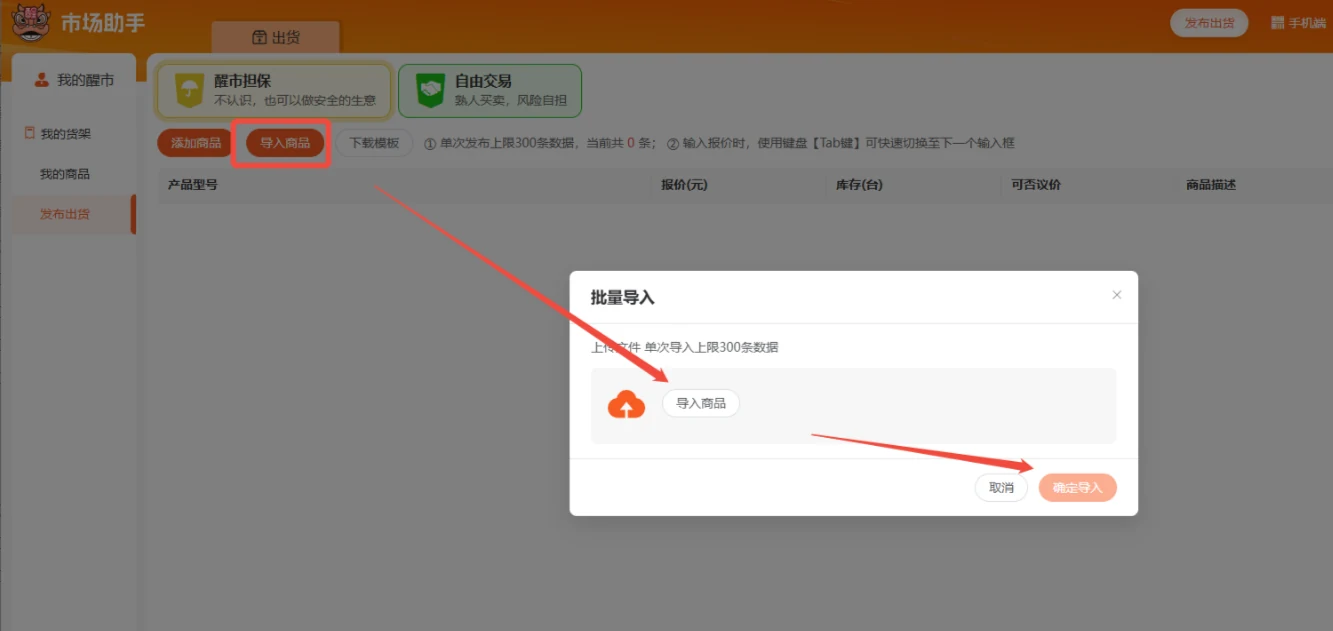 市场助手
出货
发布出货
手机端
我的醒市
我的货架
我的商品
发布出货
醒市担保
不认识，也可以做安全的生意
自由交易
熟人买卖，风险自担
添加商品
导入商品
下载模板
① 单次发布上限300条数据，当前共 0 条； ② 输入报价时，使用键盘【Tab键】可快速切换至下一个输入框
产品型号 报价(元) 库存(台) 可否议价 商品描述
批量导入
上传文件 单次导入上限300条数据
导入商品
取消
确定导入